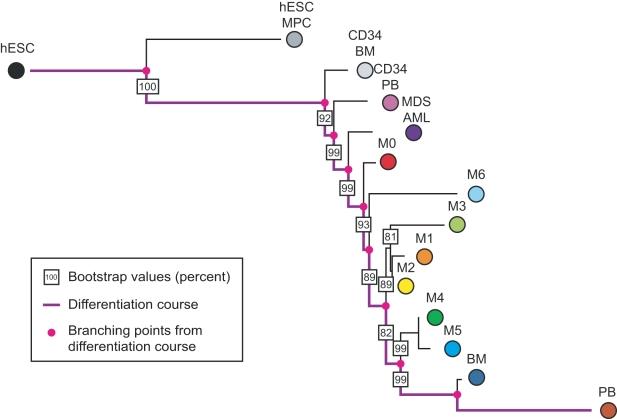 hESC
MPC
hESC
CD34
BM
CD34
PB
MDS
AML
100
92
M0
99
99
M6
93
M3
81
M1
89
89
M2
82
M4
99
M5
99
BM
PB
100 Bootstrap values (percent)
Differentiation course
Branching points from
differentiation course